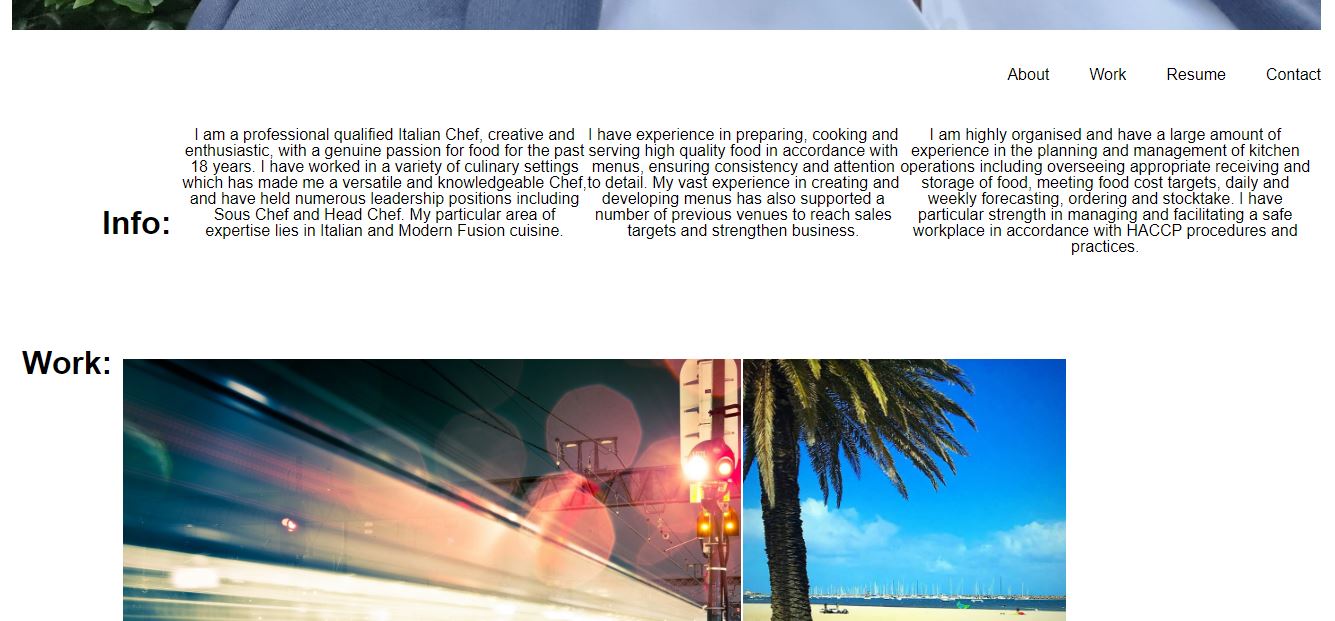 About Work Resume Contact
Info:
I am a professional qualified Italian Chef, creative and
enthusiastic, with a genuine passion for food for the past
18 years. I have worked in a variety of culinary settings
which has made me a versatile and knowledgeable Chef,
and have held numerous leadership positions including
Sous Chef and Head Chef. My particular area of
expertise lies in Italian and Modern Fusion cuisine.
I have experience in preparing, cooking and
serving high quality food in accordance with
menus, ensuring consistency and attention
to detail. My vast experience in creating and
developing menus has also supported a
number of previous venues to reach sales
targets and strengthen business.
I am highly organised and have a large amount of
experience in the planning and management of kitchen
operations including overseeing appropriate receiving and
storage of food, meeting food cost targets, daily and
weekly forecasting, ordering and stocktake. I have
particular strength in managing and facilitating a safe
workplace in accordance with HACCP procedures and
practices.
Work: